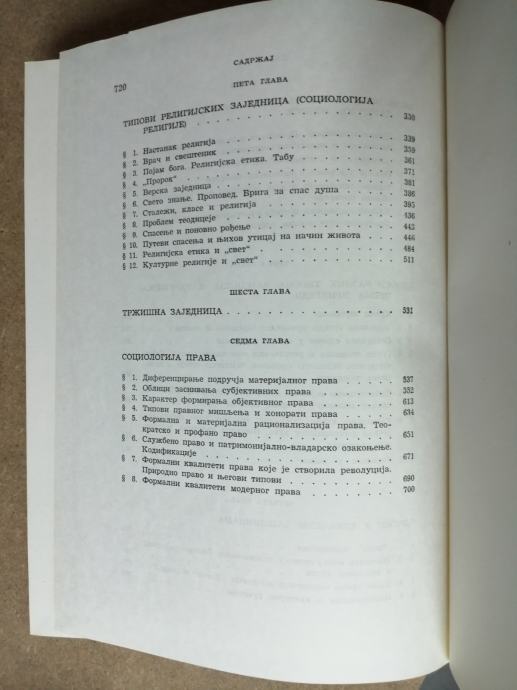 САДРЖАЈ
720
ПЕТА ГЛАВА
ТИПОВИ РЕЛИГИЈСКИХ ЗАЈЕДНИЦА (СОЦИОЛОГИЈА
РЕЛИГИЈЕ) . . . . . . . . . . . . . . . . 330
§ 1. Настанак религија . . . . . . . . . . . . 339
§ 2. Врач и свештеник . . . . . . . . . . . . 359
§ 3. Појам бога. Религијска етика. Табу . . . . . . . 361
§ 4. „Пророк“ . . . . . . . . . . . . . . . 371
§ 5. Верска заједница . . . . . . . . . . . . 381
§ 6. Свето знање. Проповед. Брига за спас душа . . . . 386
§ 7. Сталежи, класе и религија . . . . . . . . . 395
§ 8. Проблем теодицеје . . . . . . . . . . . . 436
§ 9. Спасење и поновно рођење . . . . . . . . . 443
§ 10. Путеви спасења и њихов утицај на начин живота . . . 446
§ 11. Религијска етика и „свет“ . . . . . . . . . 484
§ 12. Културне религије и „свет“ . . . . . . . . . 511
ШЕСТА ГЛАВА
ТРЖИШНА ЗАЈЕДНИЦА . . . . . . . . . . . . . 531
СЕДМА ГЛАВА
СОЦИОЛОГИЈА ПРАВА
§ 1. Диференцирање подручја материјалног права . . . . 537
§ 2. Облици заснивања субјективних права . . . . . . 552
§ 3. Карактер формирања објективног права . . . . . . 613
§ 4. Типови правног мишљења и хонорати права . . . . 634
§ 5. Формална и материјална рационализација права. Тео-
кратско и профано право . . . . . . . . . . 651
§ 6. Службено право и патримонијално-владарско озакоњење.
Кодификације . . . . . . . . . . . . . . 671
§ 7. Формални квалитети права које је створила револуција.
Природно право и његови типови . . . . . . . . 690
§ 8. Формални квалитети модерног права . . . . . . . 700